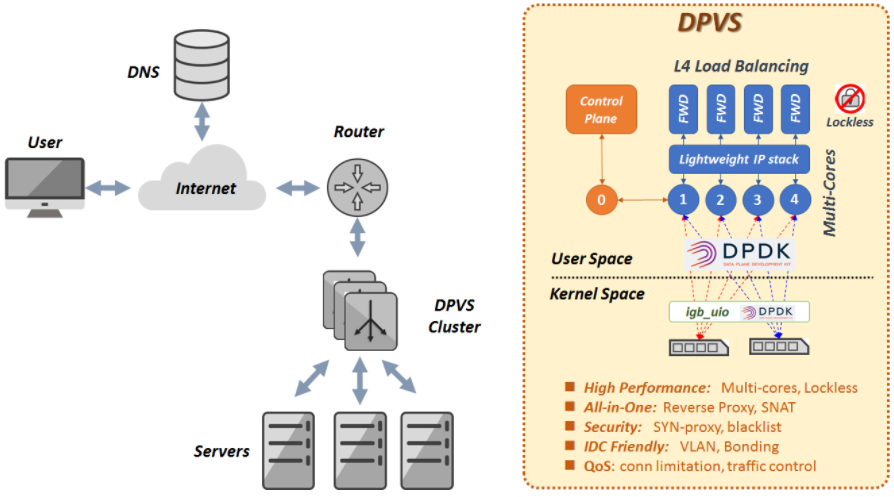 DNS
User
Router
Internet
DPVS
Cluster
Servers
DPVS
L4 Load Balancing
Control
Plane
FWD
FWD
FWD
FWD
Lockless
Lightweight IP stack
Multi-Cores
0
1
2
3
4
DPDK
DATA PLANE DEVELOPMENT KIT
User Space
Kernel Space
igb_uio
DPDK
■ High Performance: Multi-cores, Lockless
■ All-in-One: Reverse Proxy, SNAT
■ Security: SYN-proxy, blacklist
■ IDC Friendly: VLAN, Bonding
■ QoS: conn limitation, traffic control